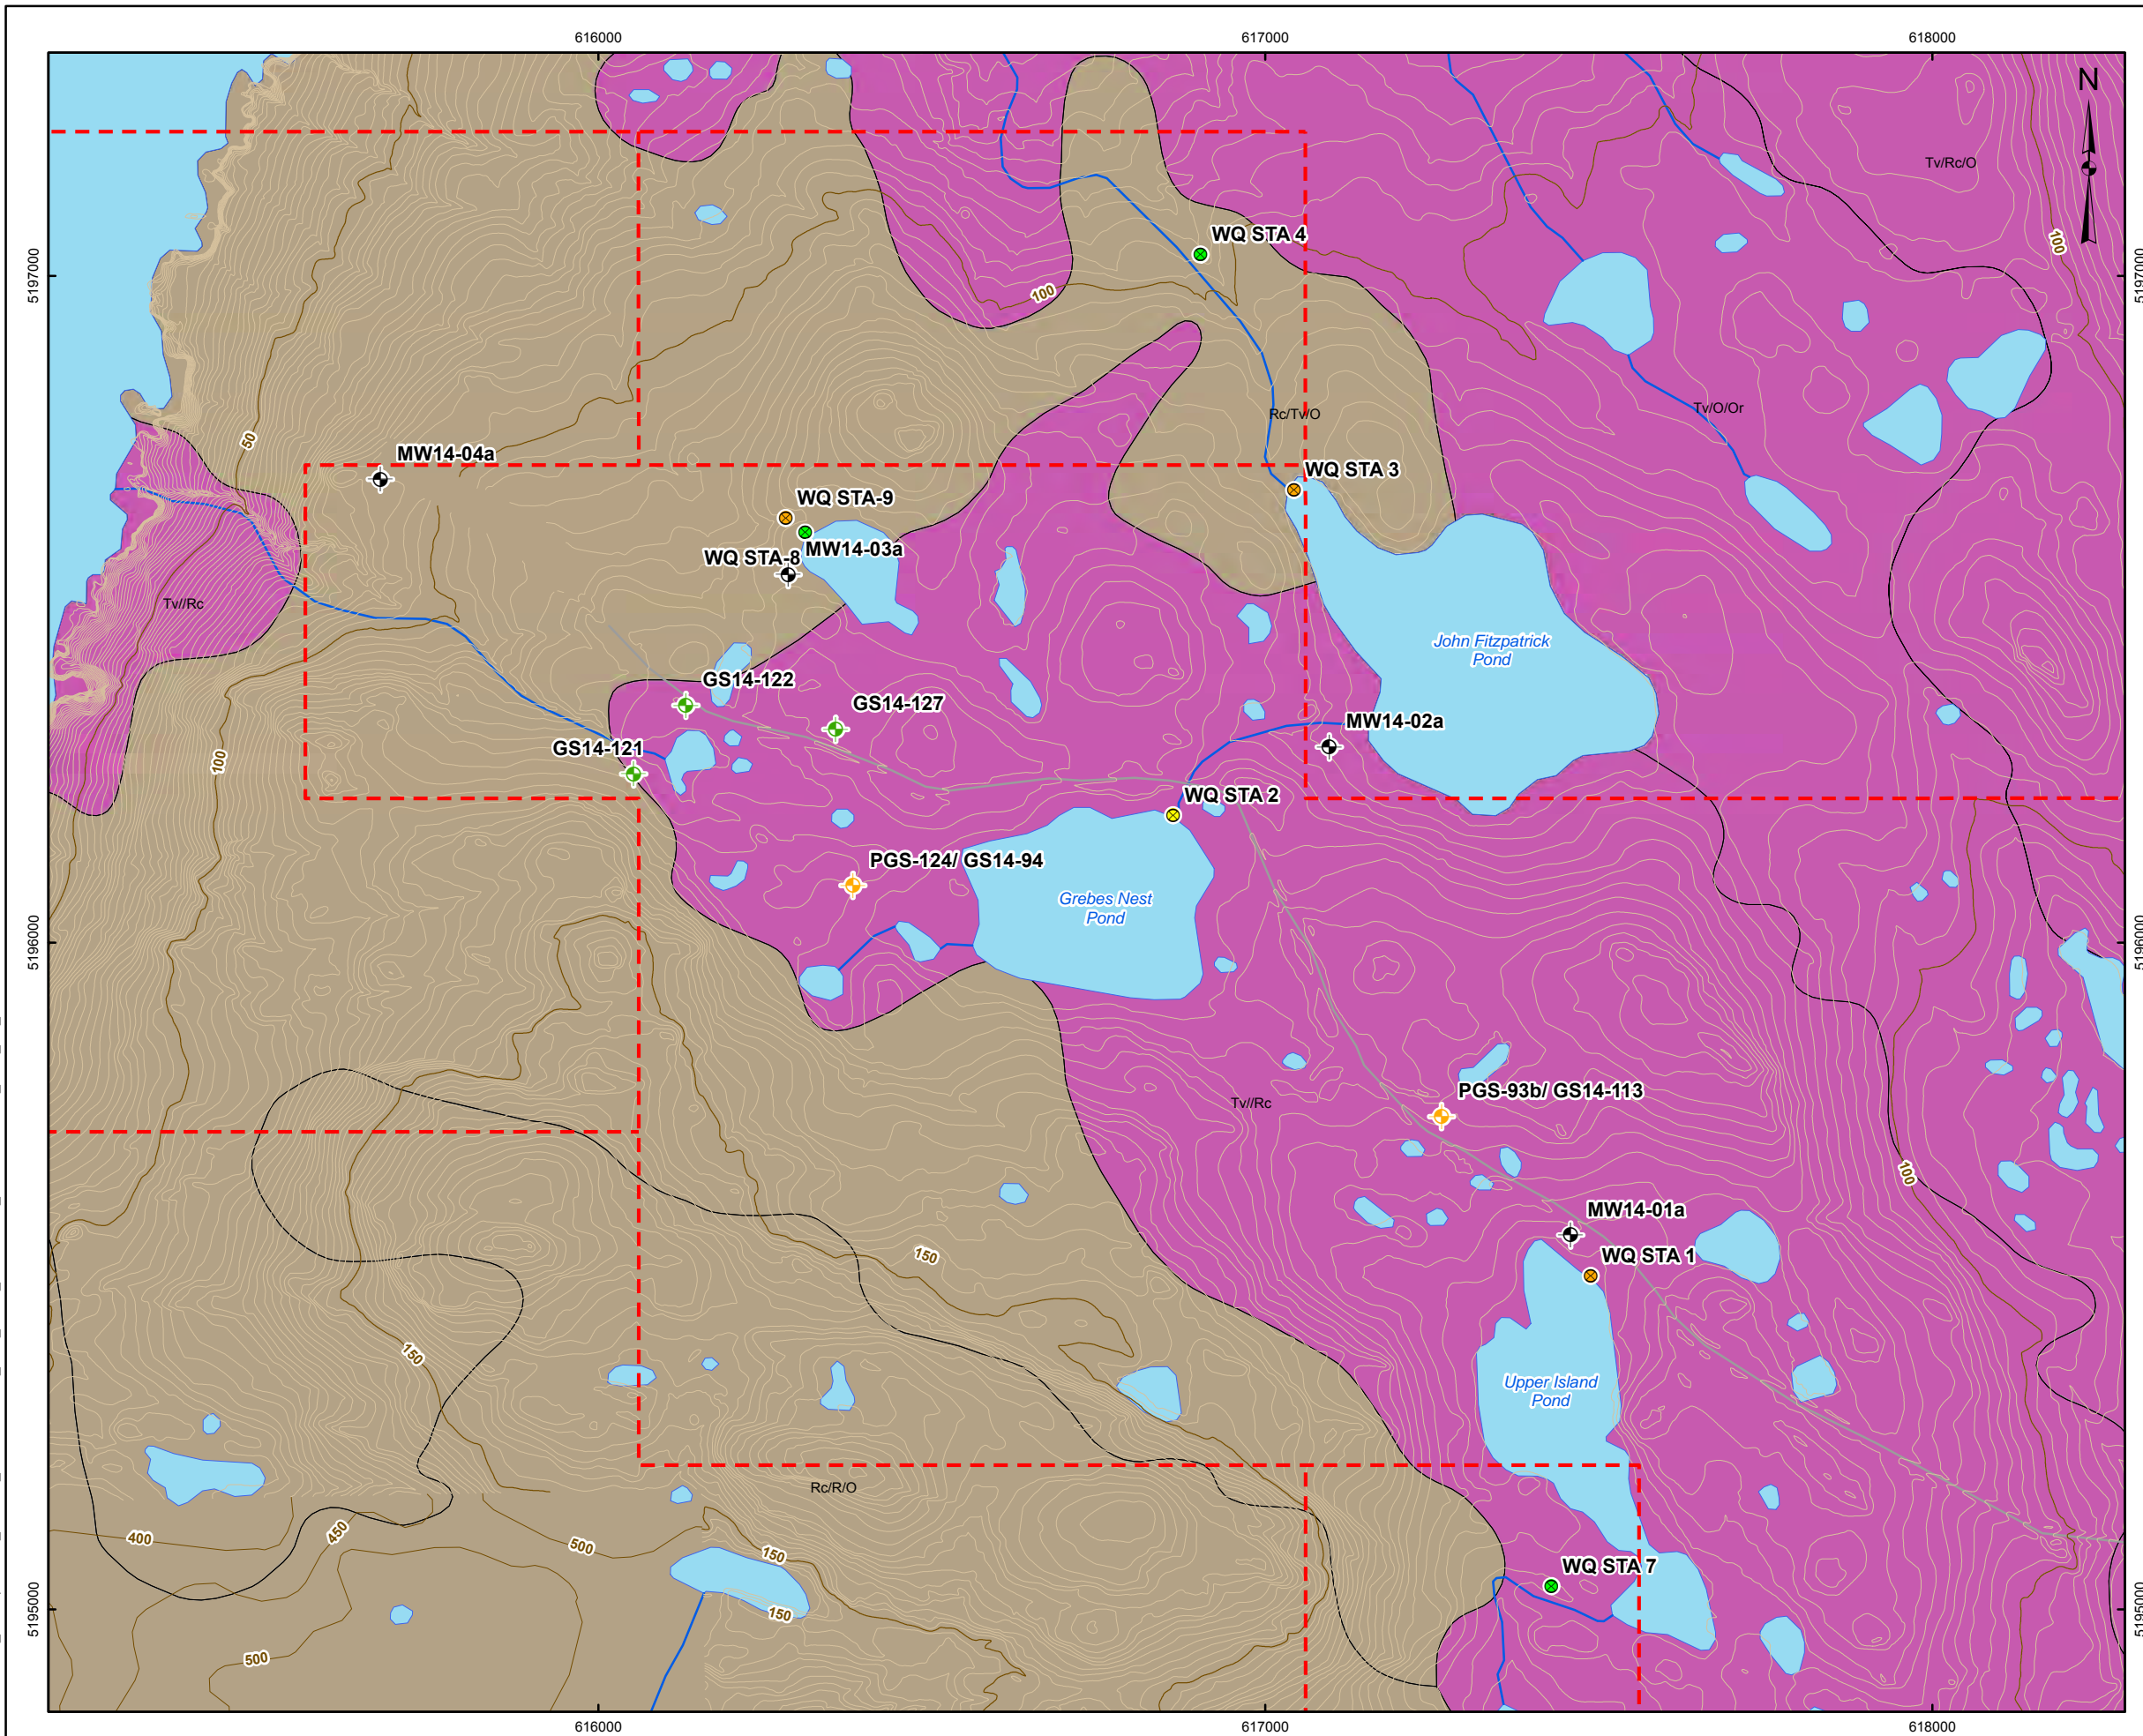 616000
617000
618000
N
Tv/Rc/O
100
WQ STA 4
5197000
5197000
100
Rc/Tv/O
Tv/O/Or
50
MW14-04a
WQ STA 3
WQ STA-9
MW14-03a
WQ STA-8
Tv//Rc
John Fitzpatrick
Pond
GS14-122
GS14-127
MW14-02a
GS14-121
100
WQ STA 2
PGS-124/ GS14-94
Grebes Nest
Pond
5196000
5196000
PGS-93b/ GS14-113
Tv//Rc
100
MW14-01a
WQ STA 1
150
150
Upper Island
Pond
Rc/R/O
400
450
500
150
WQ STA 7
150
5195000
5195000
500
616000
617000
618000